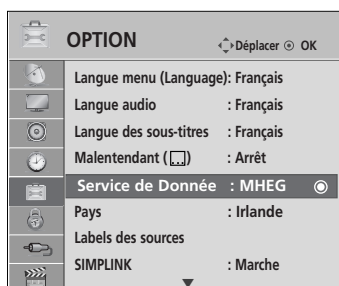 OPTION
Déplacer OK
Langue menu (Language): Français
Langue audio : Français
Langue des sous-titres : Français
Malentendant ( ) : Arrêt
Service de Donnée : MHEG
Pays : Irlande
Labels des sources
SIMPLINK : Marche